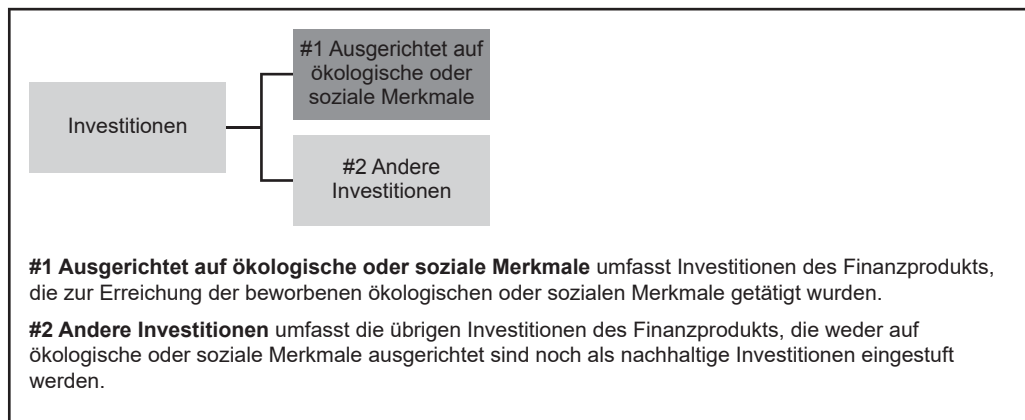 #1 Ausgerichtet auf
ökologische oder
soziale Merkmale
Investitionen
#2 Andere
Investitionen
#1 Ausgerichtet auf ökologische oder soziale Merkmale umfasst Investitionen des Finanzprodukts,
die zur Erreichung der beworbenen ökologischen oder sozialen Merkmale getätigt wurden.
#2 Andere Investitionen umfasst die übrigen Investitionen des Finanzprodukts, die weder auf
ökologische oder soziale Merkmale ausgerichtet sind noch als nachhaltige Investitionen eingestuft
werden.